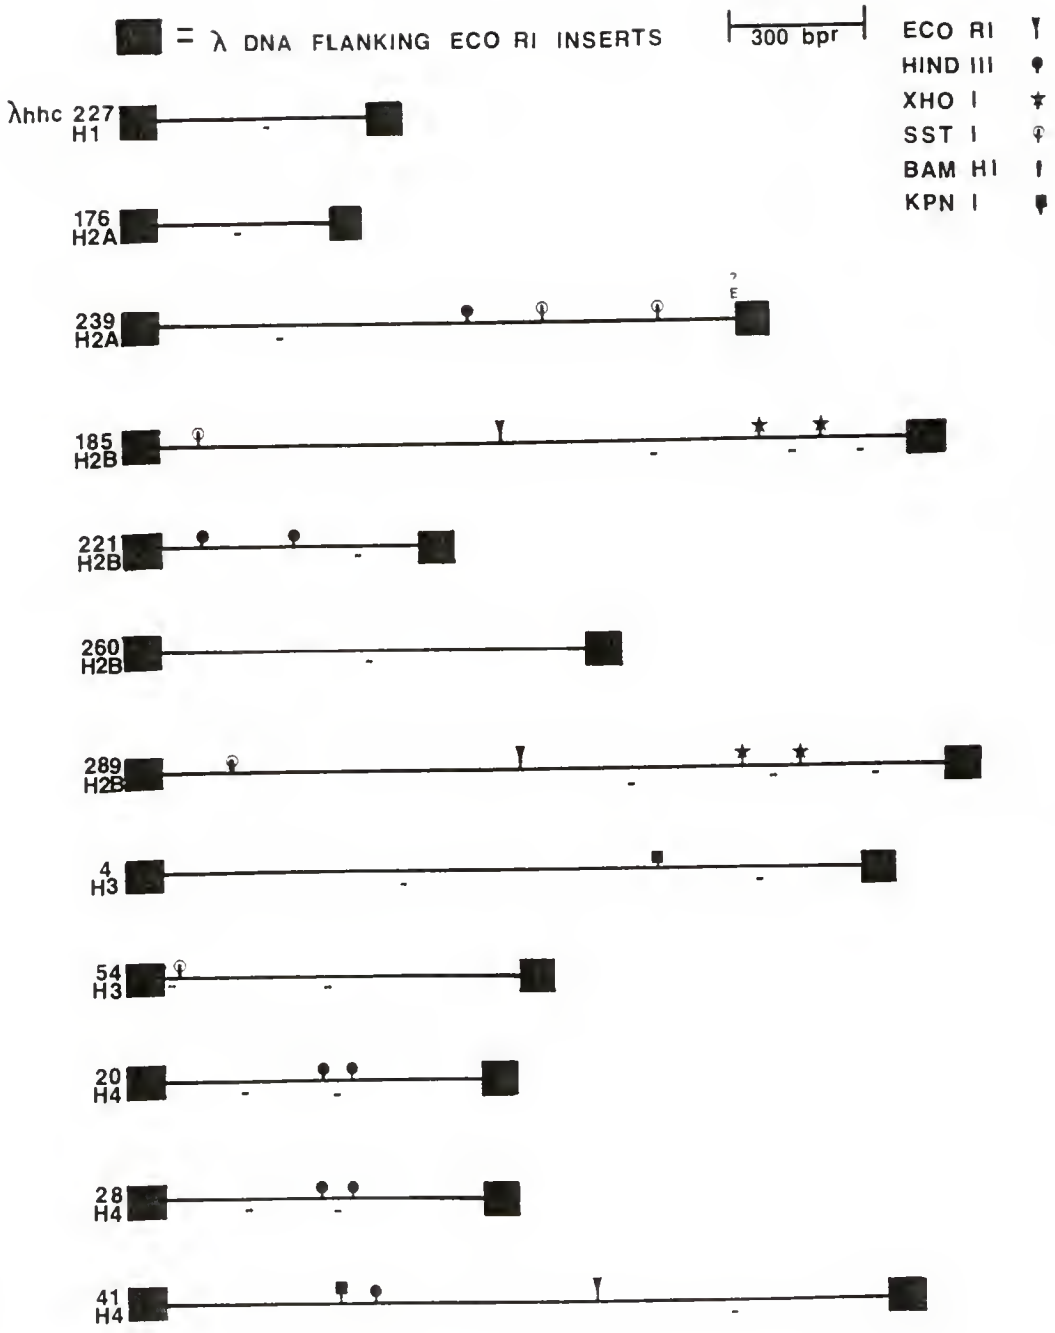 = λ DNA FLANKING ECO RI INSERTS
300 bpr
ECO RI
HIND III
XHO I
SST I
BAM HI
KPN I
λhhc 227
H1
176
H2A
?
E
239
H2A
185
H2B
221
H2B
260
H2B
289
H2B
4
H3
54
H3
20
H4
28
H4
41
H4